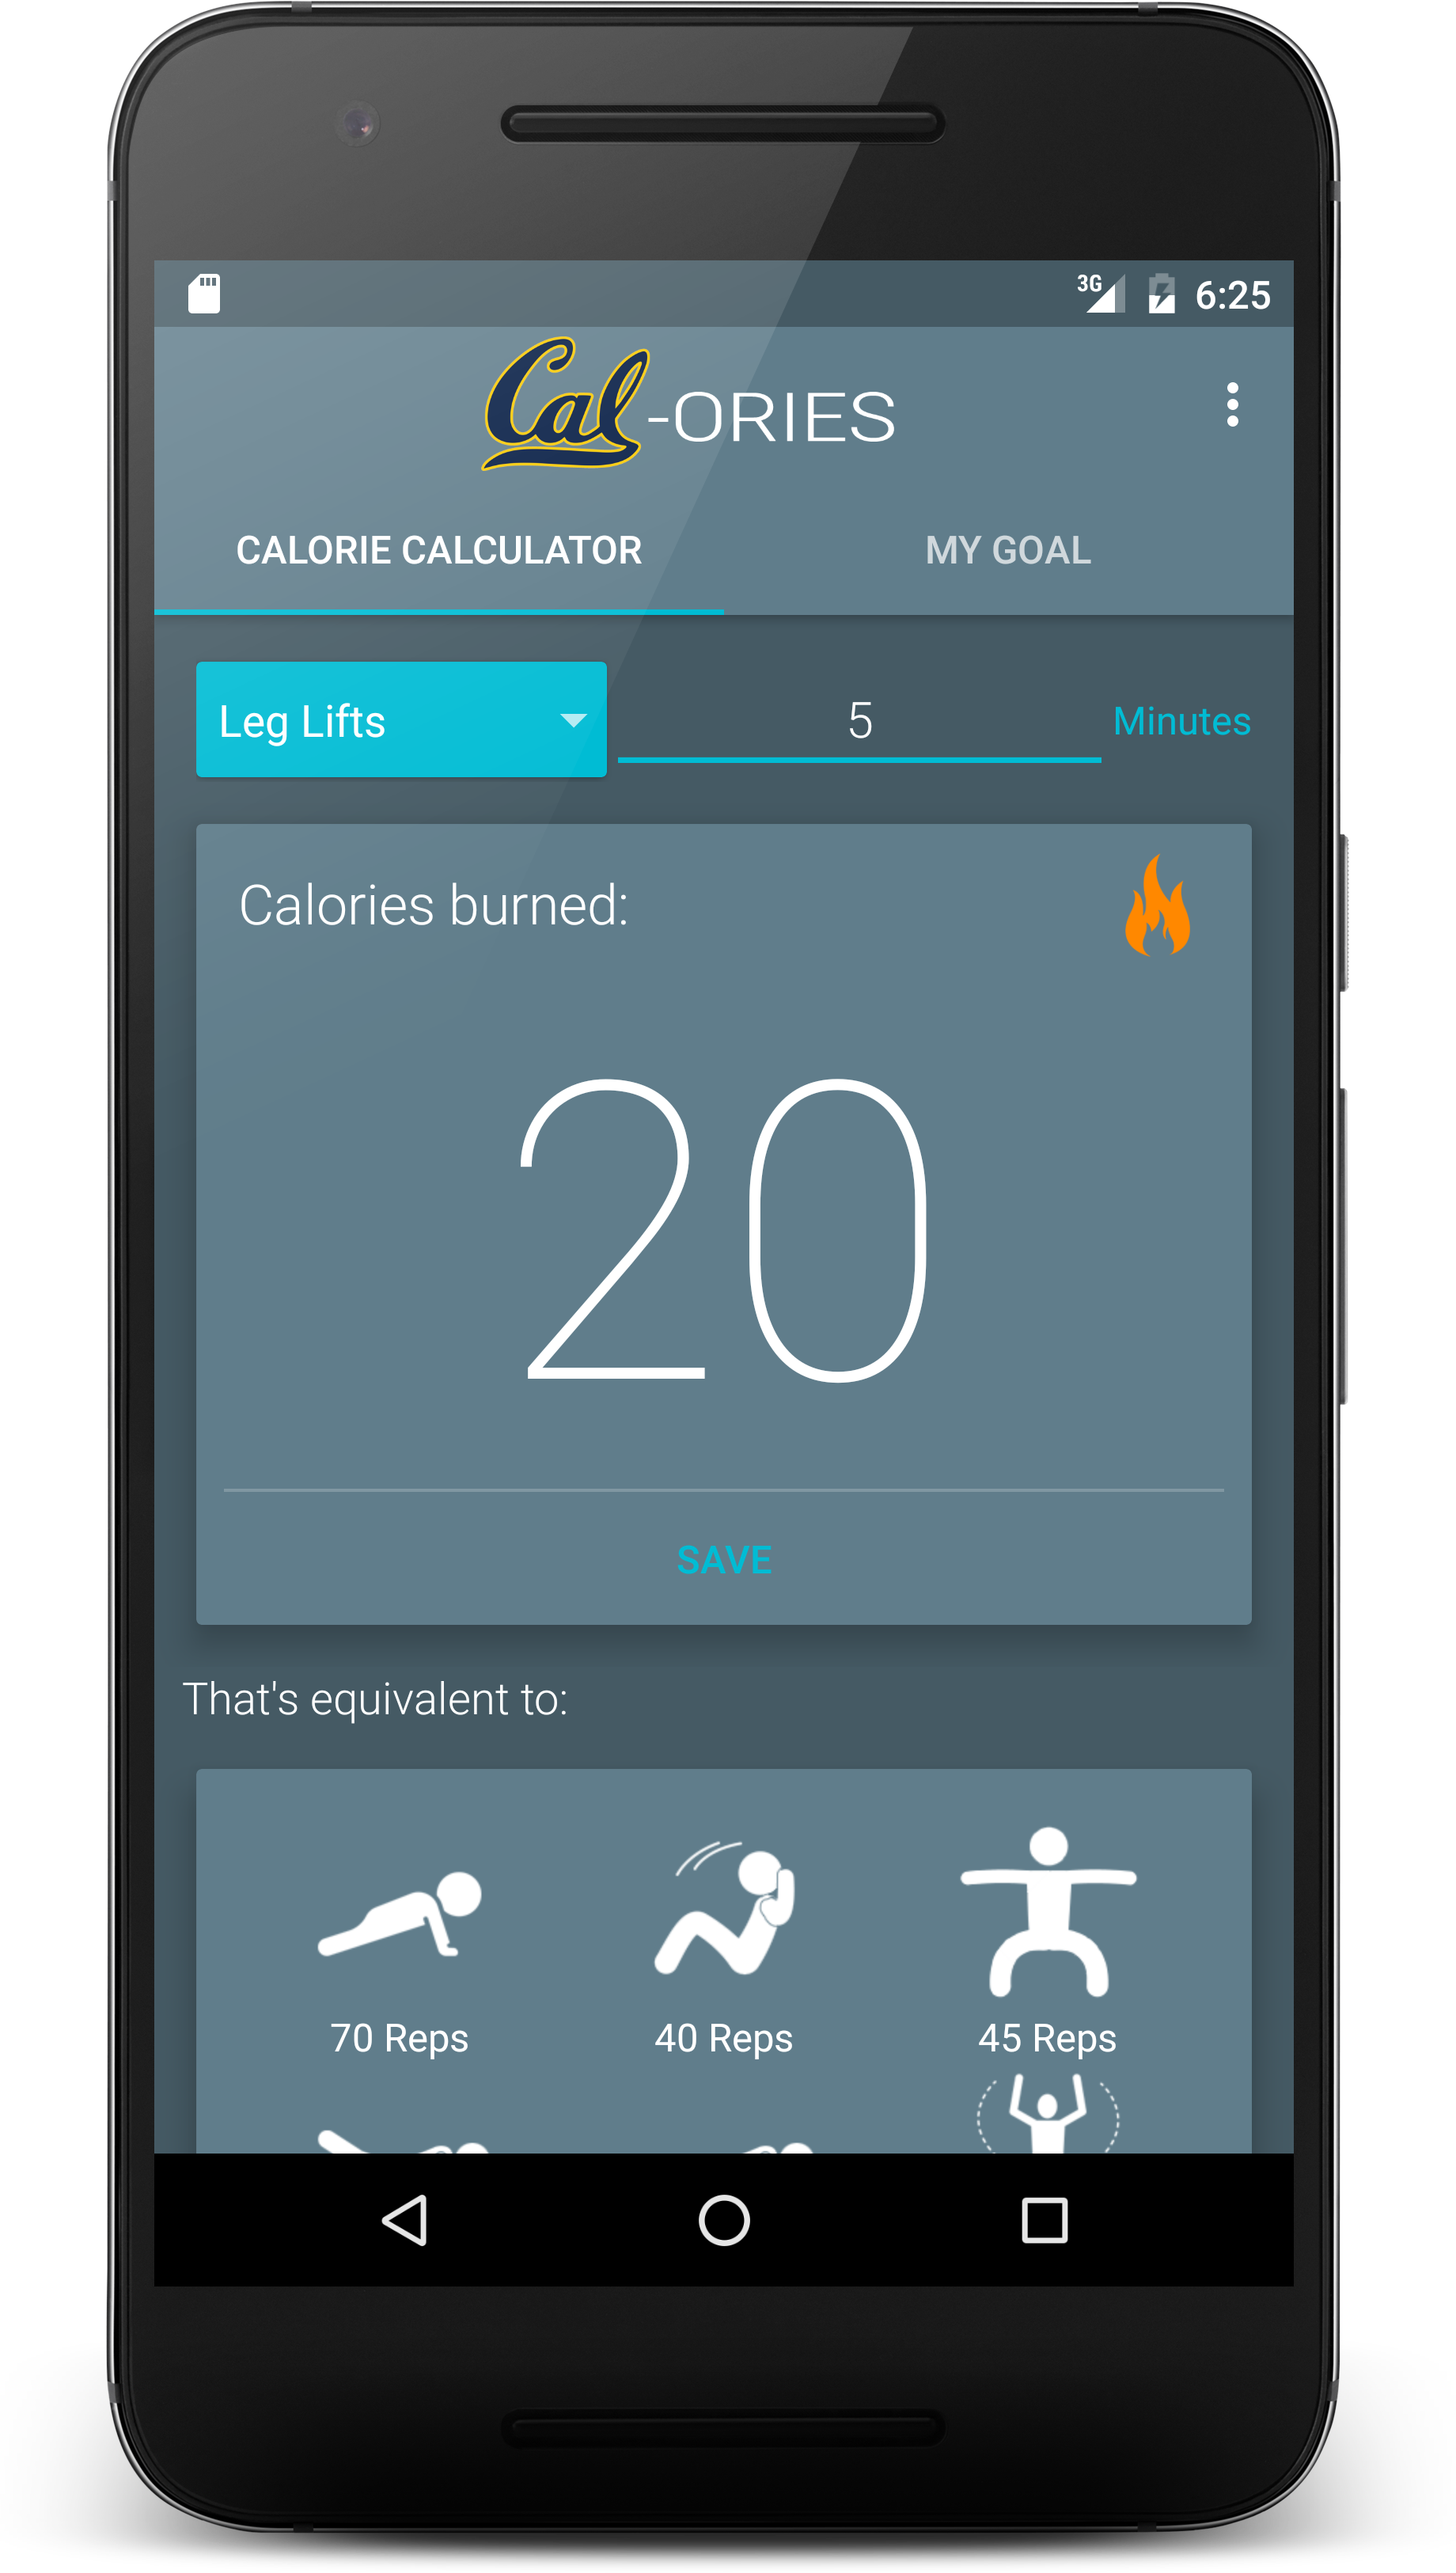 3G 6:25
Cal-ORIES
CALORIE CALCULATOR MY GOAL
Leg Lifts 5 Minutes
Calories burned:
20
SAVE
That's equivalent to:
70 Reps 40 Reps 45 Reps